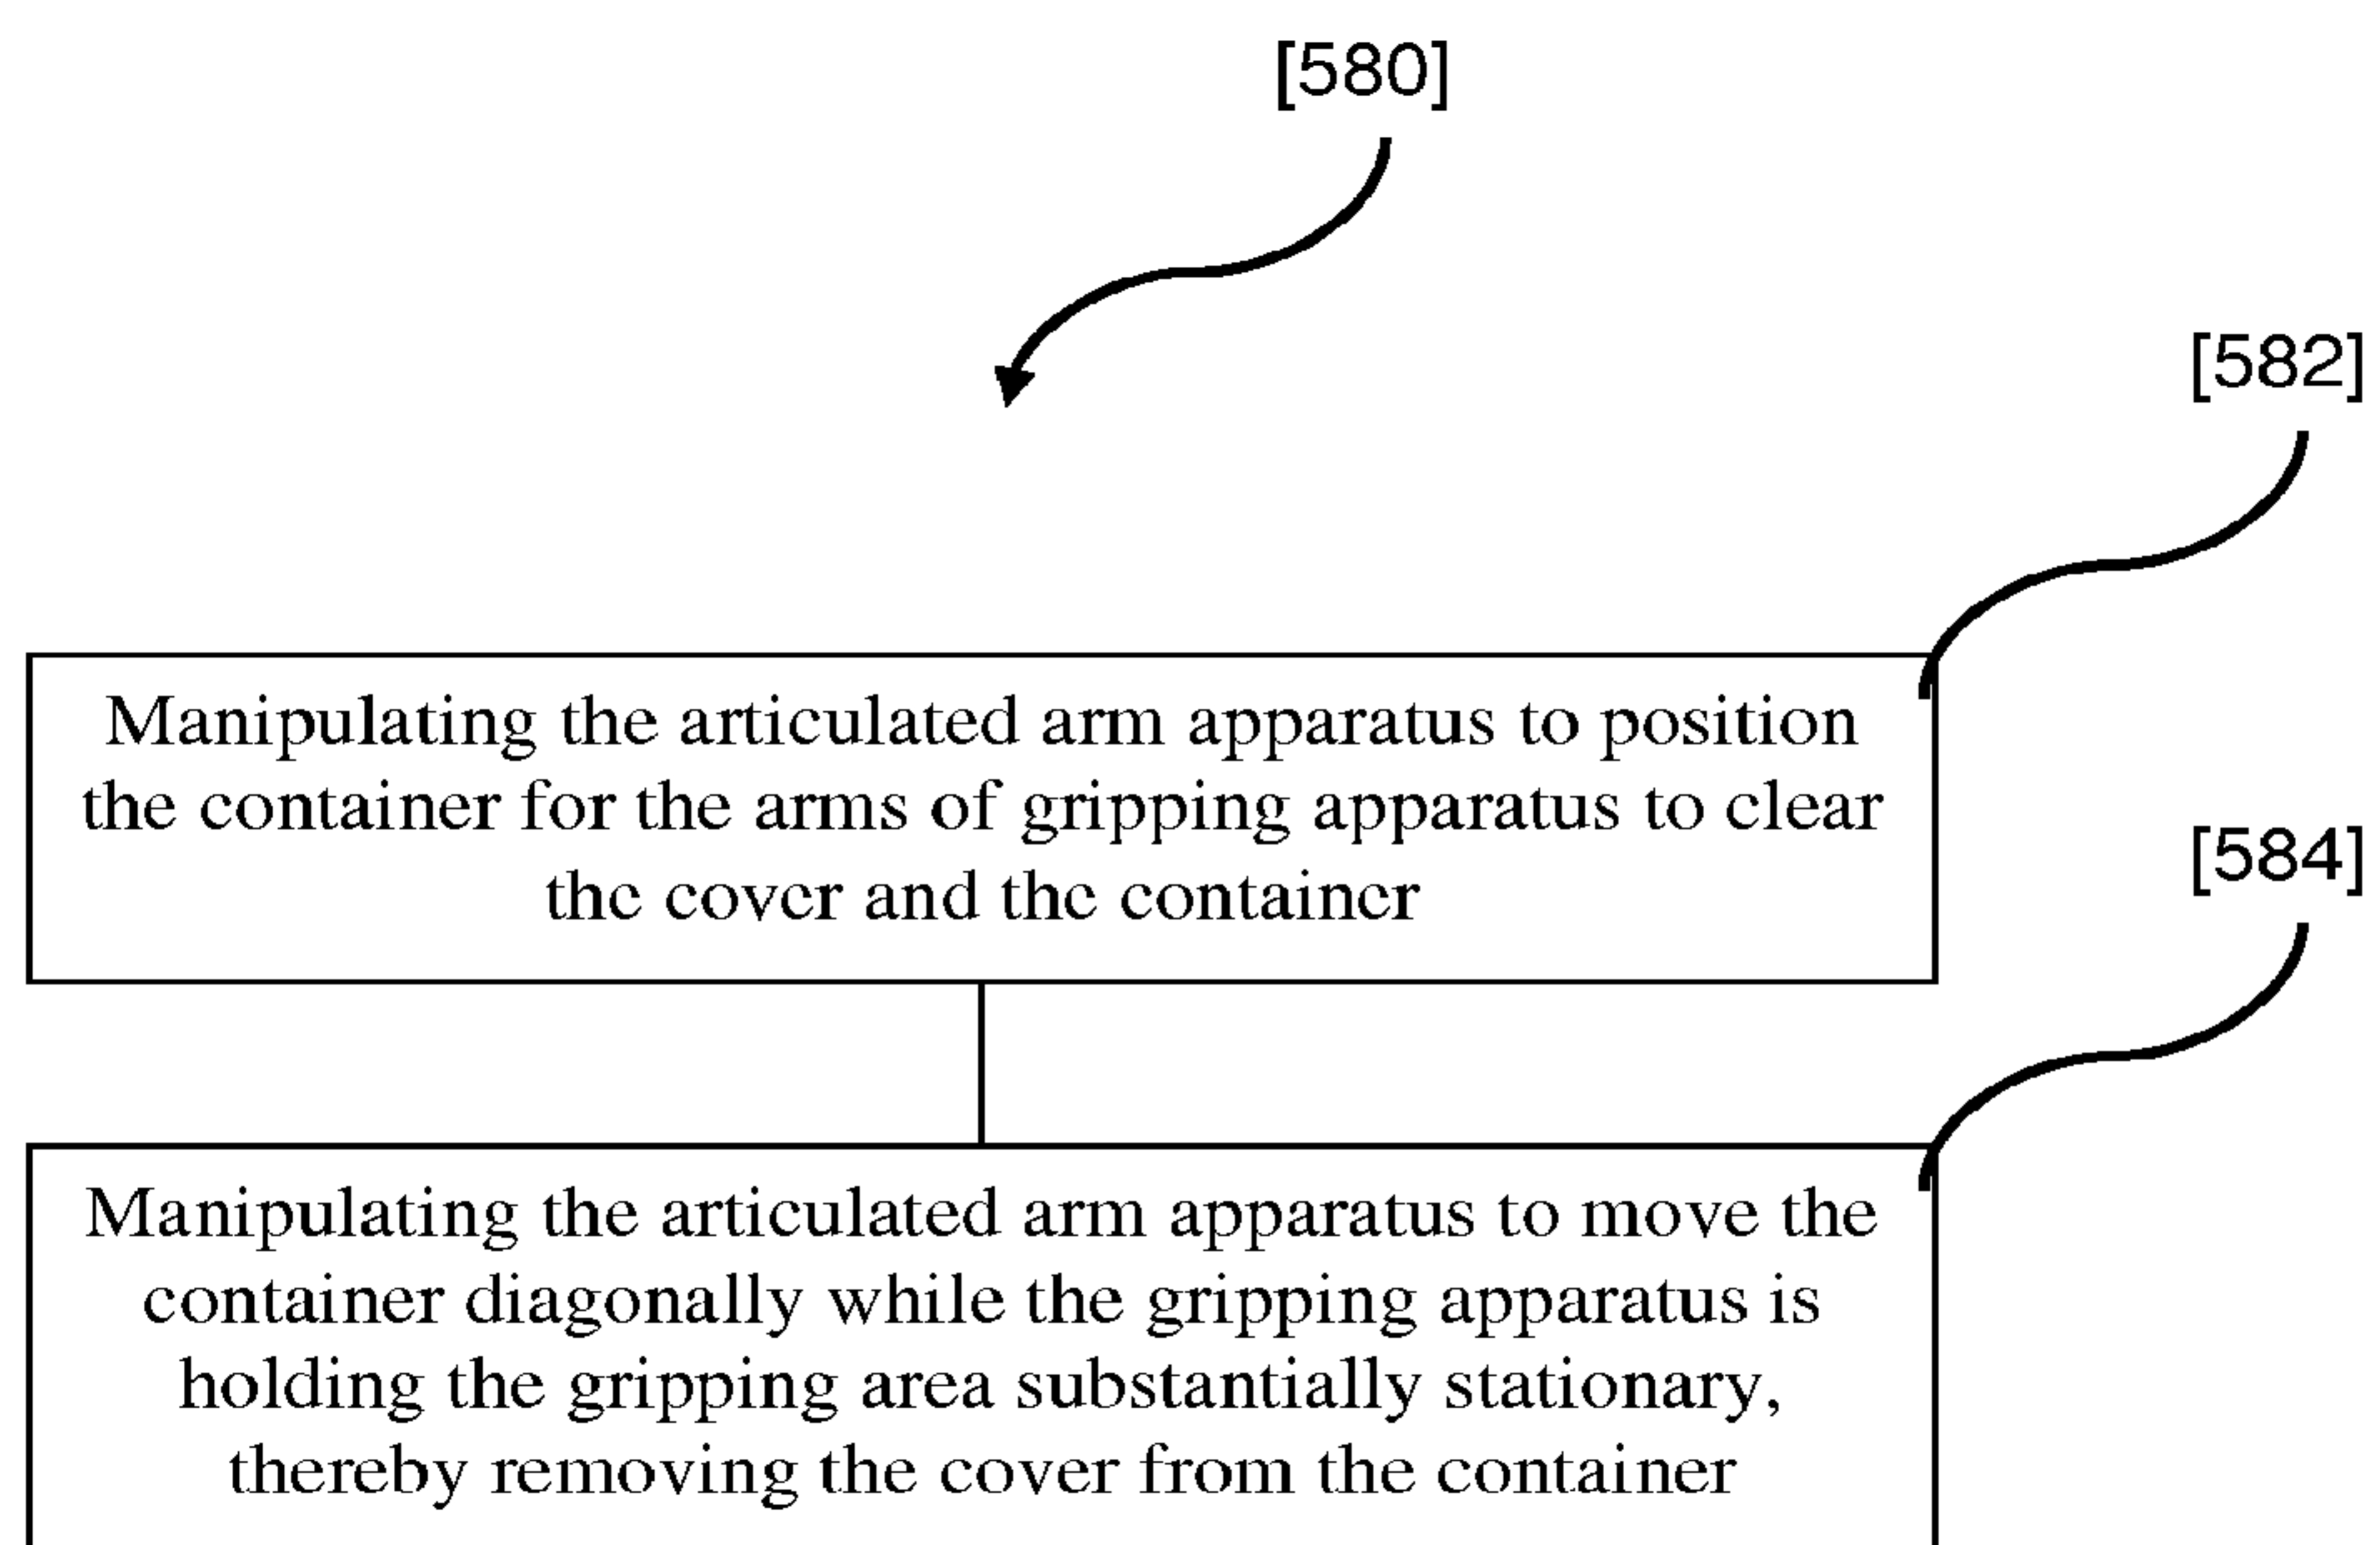 [580]
[582]
Manipulating the articulated arm apparatus to position
the container for the arms of gripping apparatus to clear
the cover and the container
[584]
Manipulating the articulated arm apparatus to move the
container diagonally while the gripping apparatus is
holding the gripping area substantially stationary,
thereby removing the cover from the container